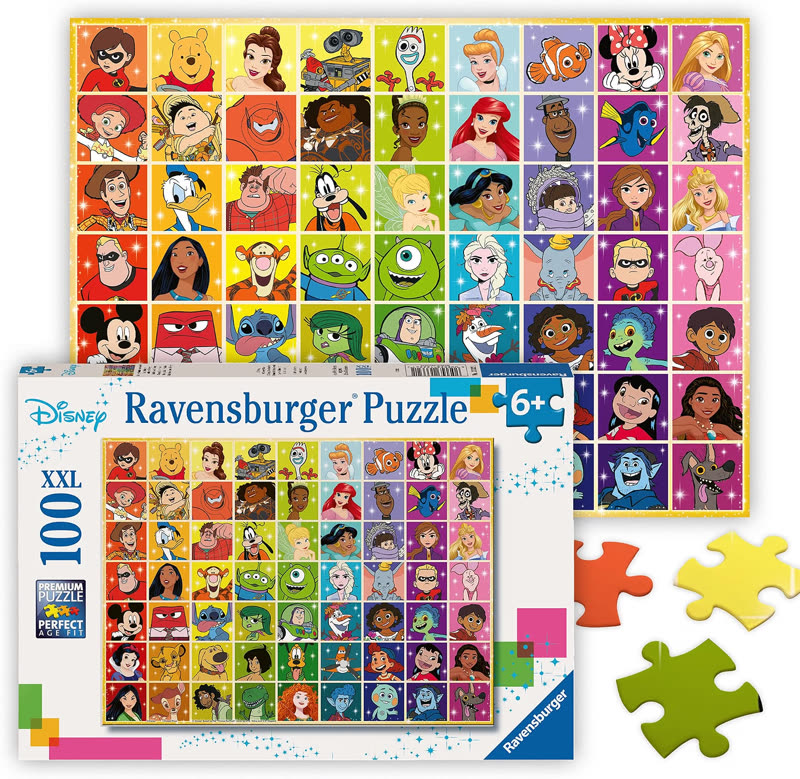 Disney
Ravensburger® Puzzle
6+
100 XXL
PREMIUM
PUZZLE
PERFECT
AGE FIT
Ravensburger